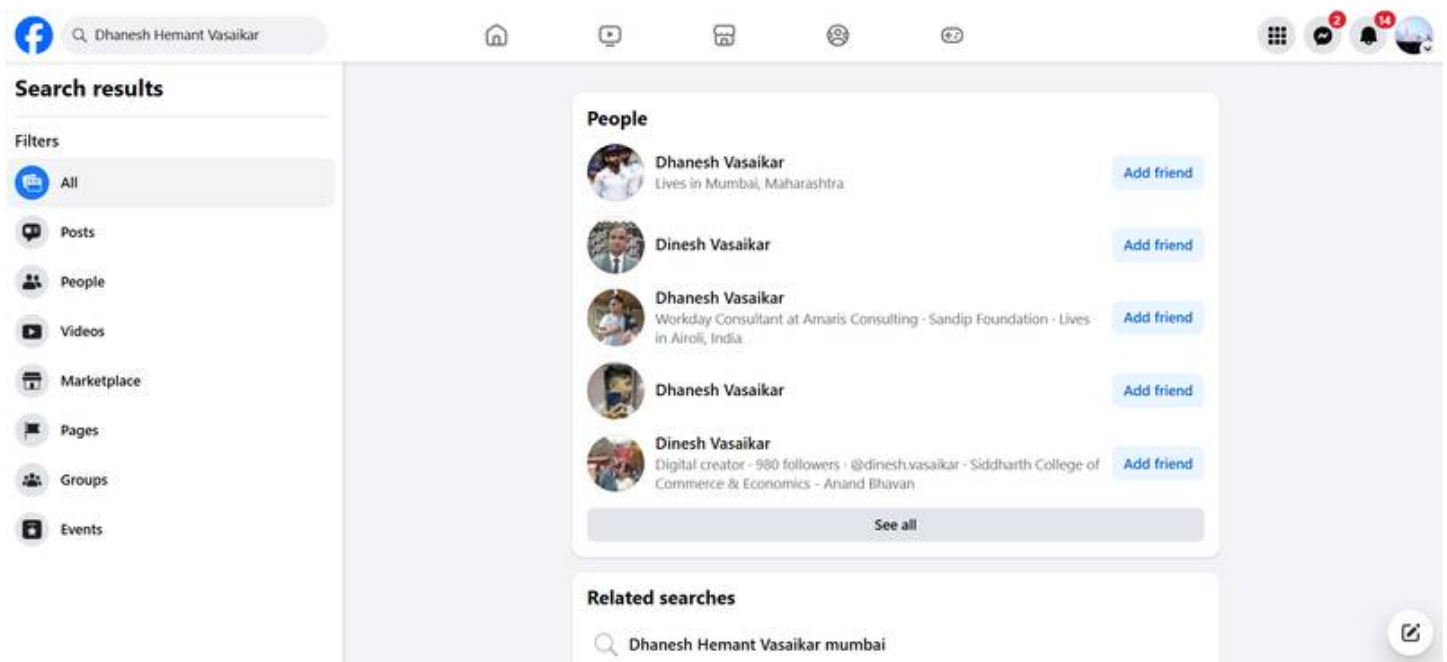 Dhanesh Hemant Vasaikar
2
14
Search results
Filters
All
Posts
People
Videos
Marketplace
Pages
Groups
Events
People
Dhanesh Vasaikar
Lives in Mumbai, Maharashtra
Add friend
Dinesh Vasaikar
Add friend
Dhanesh Vasaikar
Workday Consultant at Amaris Consulting · Sandip Foundation · Lives
in Airoli, India
Add friend
Dhanesh Vasaikar
Add friend
Dinesh Vasaikar
Digital creator · 980 followers · @dinesh.vasaikar · Siddharth College of
Commerce & Economics - Anand Bhavan
Add friend
See all
Related searches
Dhanesh Hemant Vasaikar mumbai